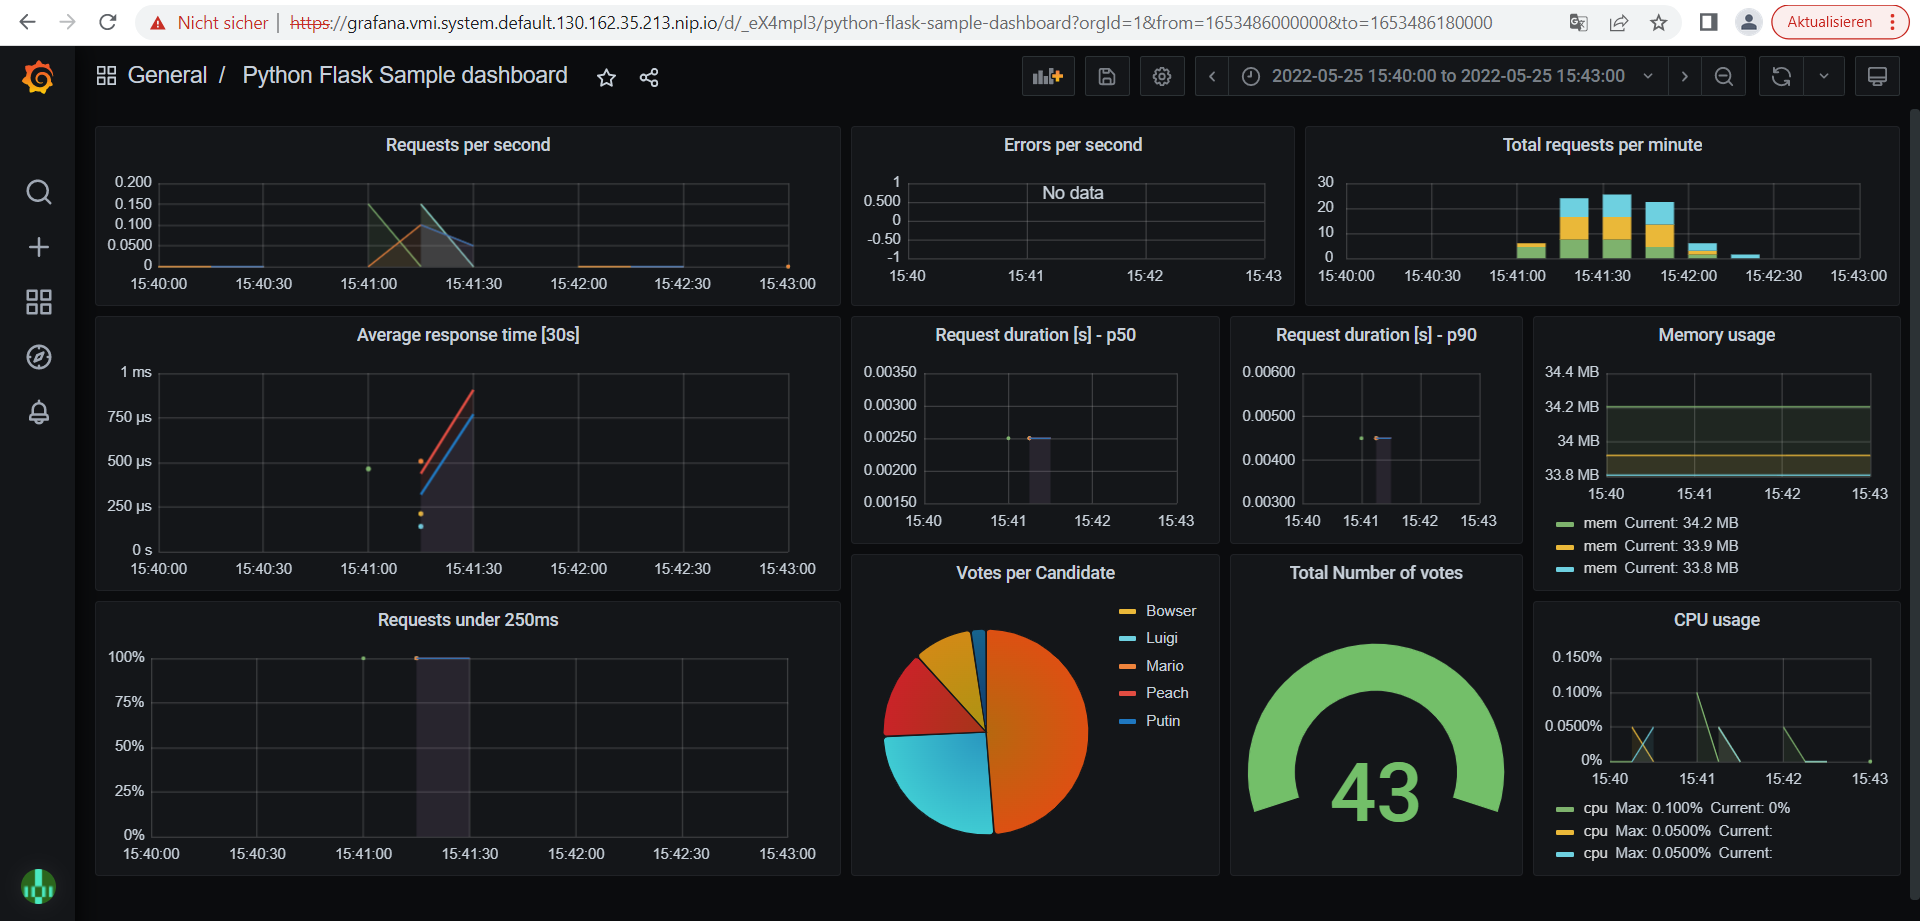 Nicht sicher
https://grafana.vmi.system.default.130.162.35.213.nip.io/d/_eX4mpl3/python-flask-sample-dashboard?orgId=1&from=1653486000000&to=1653486180000
Aktualisieren
General / Python Flask Sample dashboard
2022-05-25 15:40:00 to 2022-05-25 15:43:00
Requests per second
0.200
0.150
0.100
0.0500
0
15:40:00 15:40:30 15:41:00 15:41:30 15:42:00 15:42:30 15:43:00
Errors per second
No data
1
0.500
0
-0.50
-1
15:40 15:41 15:42 15:43
Total requests per minute
30
20
10
0
15:40:00 15:40:30 15:41:00 15:41:30 15:42:00 15:42:30 15:43:00
Average response time [30s]
1 ms
750 µs
500 µs
250 µs
0 s
15:40:00 15:40:30 15:41:00 15:41:30 15:42:00 15:42:30 15:43:00
Request duration [s] - p50
0.00350
0.00300
0.00250
0.00200
0.00150
15:40 15:41 15:42 15:43
Request duration [s] - p90
0.00600
0.00500
0.00400
0.00300
15:40 15:41 15:42 15:43
Memory usage
34.4 MB
34.2 MB
34 MB
33.8 MB
15:40 15:41 15:42 15:43
mem Current: 34.2 MB
mem Current: 33.9 MB
mem Current: 33.8 MB
Requests under 250ms
100%
75%
50%
25%
0%
15:40:00 15:40:30 15:41:00 15:41:30 15:42:00 15:42:30 15:43:00
Votes per Candidate
Bowser
Luigi
Mario
Peach
Putin
Total Number of votes
43
CPU usage
0.150%
0.100%
0.0500%
0%
15:40 15:41 15:42 15:43
cpu Max: 0.100% Current: 0%
cpu Max: 0.0500% Current:
cpu Max: 0.0500% Current: